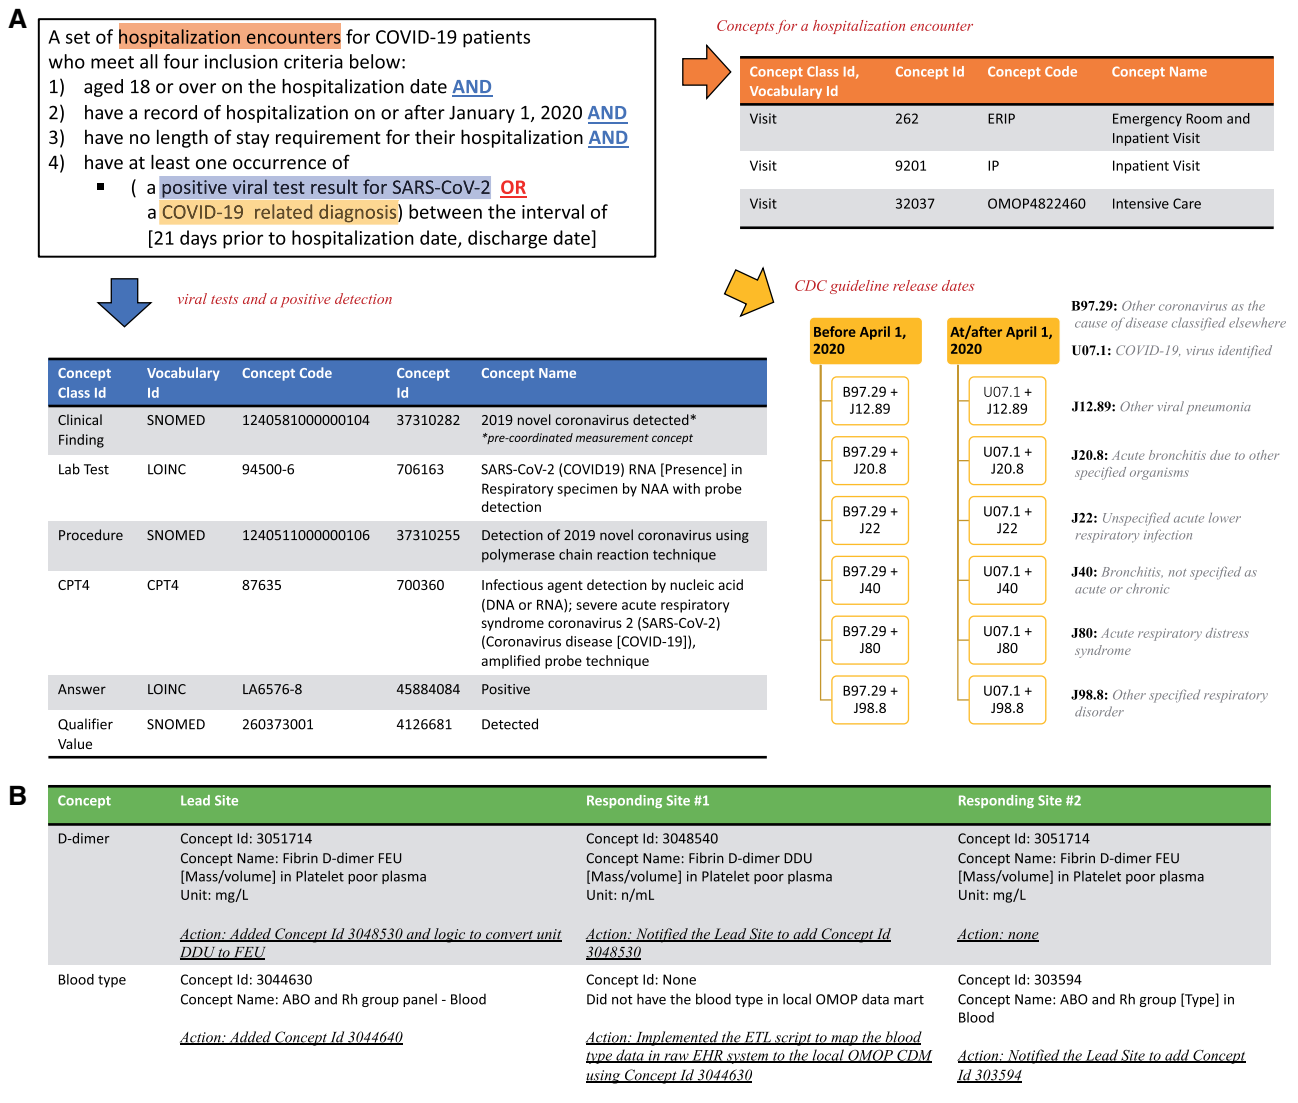 A
A set of hospitalization encounters for COVID-19 patients
who meet all four inclusion criteria below:
1) aged 18 or over on the hospitalization date AND
2) have a record of hospitalization on or after January 1, 2020 AND
3) have no length of stay requirement for their hospitalization AND
4) have at least one occurrence of
▪ ( a positive viral test result for SARS-CoV-2 OR
a COVID-19 related diagnosis) between the interval of
[21 days prior to hospitalization date, discharge date]
Concepts for a hospitalization encounter
Concept Class Id, Concept Id Concept Code Concept Name
Vocabulary Id
Visit 262 ERIP Emergency Room and
Inpatient Visit
Visit 9201 IP Inpatient Visit
Visit 32037 OMOP4822460 Intensive Care
viral tests and a positive detection
Concept Vocabulary Concept Code Concept Concept Name
Class Id Id Id
Clinical SNOMED 1240581000000104 37310282 2019 novel coronavirus detected*
Finding *pre-coordinated measurement concept
Lab Test LOINC 94500-6 706163 SARS-CoV-2 (COVID19) RNA [Presence] in
Respiratory specimen by NAA with probe
detection
Procedure SNOMED 1240511000000106 37310255 Detection of 2019 novel coronavirus using
polymerase chain reaction technique
CPT4 CPT4 87635 700360 Infectious agent detection by nucleic acid
(DNA or RNA); severe acute respiratory
syndrome coronavirus 2 (SARS-CoV-2)
(Coronavirus disease [COVID-19]),
amplified probe technique
Answer LOINC LA6576-8 45884084 Positive
Qualifier SNOMED 260373001 4126681 Detected
Value
CDC guideline release dates
Before April 1,
2020
B97.29 +
J12.89
B97.29 +
J20.8
B97.29 +
J22
B97.29 +
J40
B97.29 +
J80
B97.29 +
J98.8
At/after April 1,
2020
U07.1 +
J12.89
U07.1 +
J20.8
U07.1 +
J22
U07.1 +
J40
U07.1 +
J80
U07.1 +
J98.8
B97.29: Other coronavirus as the
cause of disease classified elsewhere
U07.1: COVID-19, virus identified
J12.89: Other viral pneumonia
J20.8: Acute bronchitis due to other
specified organisms
J22: Unspecified acute lower
respiratory infection
J40: Bronchitis, not specified as
acute or chronic
J80: Acute respiratory distress
syndrome
J98.8: Other specified respiratory
disorder
B
Concept Lead Site Responding Site #1 Responding Site #2
D-dimer Concept Id: 3051714 Concept Id: 3048540 Concept Id: 3051714
Concept Name: Fibrin D-dimer FEU Concept Name: Fibrin D-dimer DDU Concept Name: Fibrin D-dimer FEU
[Mass/volume] in Platelet poor plasma [Mass/volume] in Platelet poor plasma [Mass/volume] in Platelet poor plasma
Unit: mg/L Unit: n/mL Unit: mg/L
Action: Added Concept Id 3048530 and logic to convert unit Action: Notified the Lead Site to add Concept Id Action: none
DDU to FEU 3048530
Blood type Concept Id: 3044630 Concept Id: None Concept Id: 303594
Concept Name: ABO and Rh group panel - Blood Did not have the blood type in local OMOP data mart Concept Name: ABO and Rh group [Type] in
Blood
Action: Added Concept Id 3044640 Action: Implemented the ETL script to map the blood
type data in raw EHR system to the local OMOP CDM Action: Notified the Lead Site to add Concept
using Concept Id 3044630 Id 303594